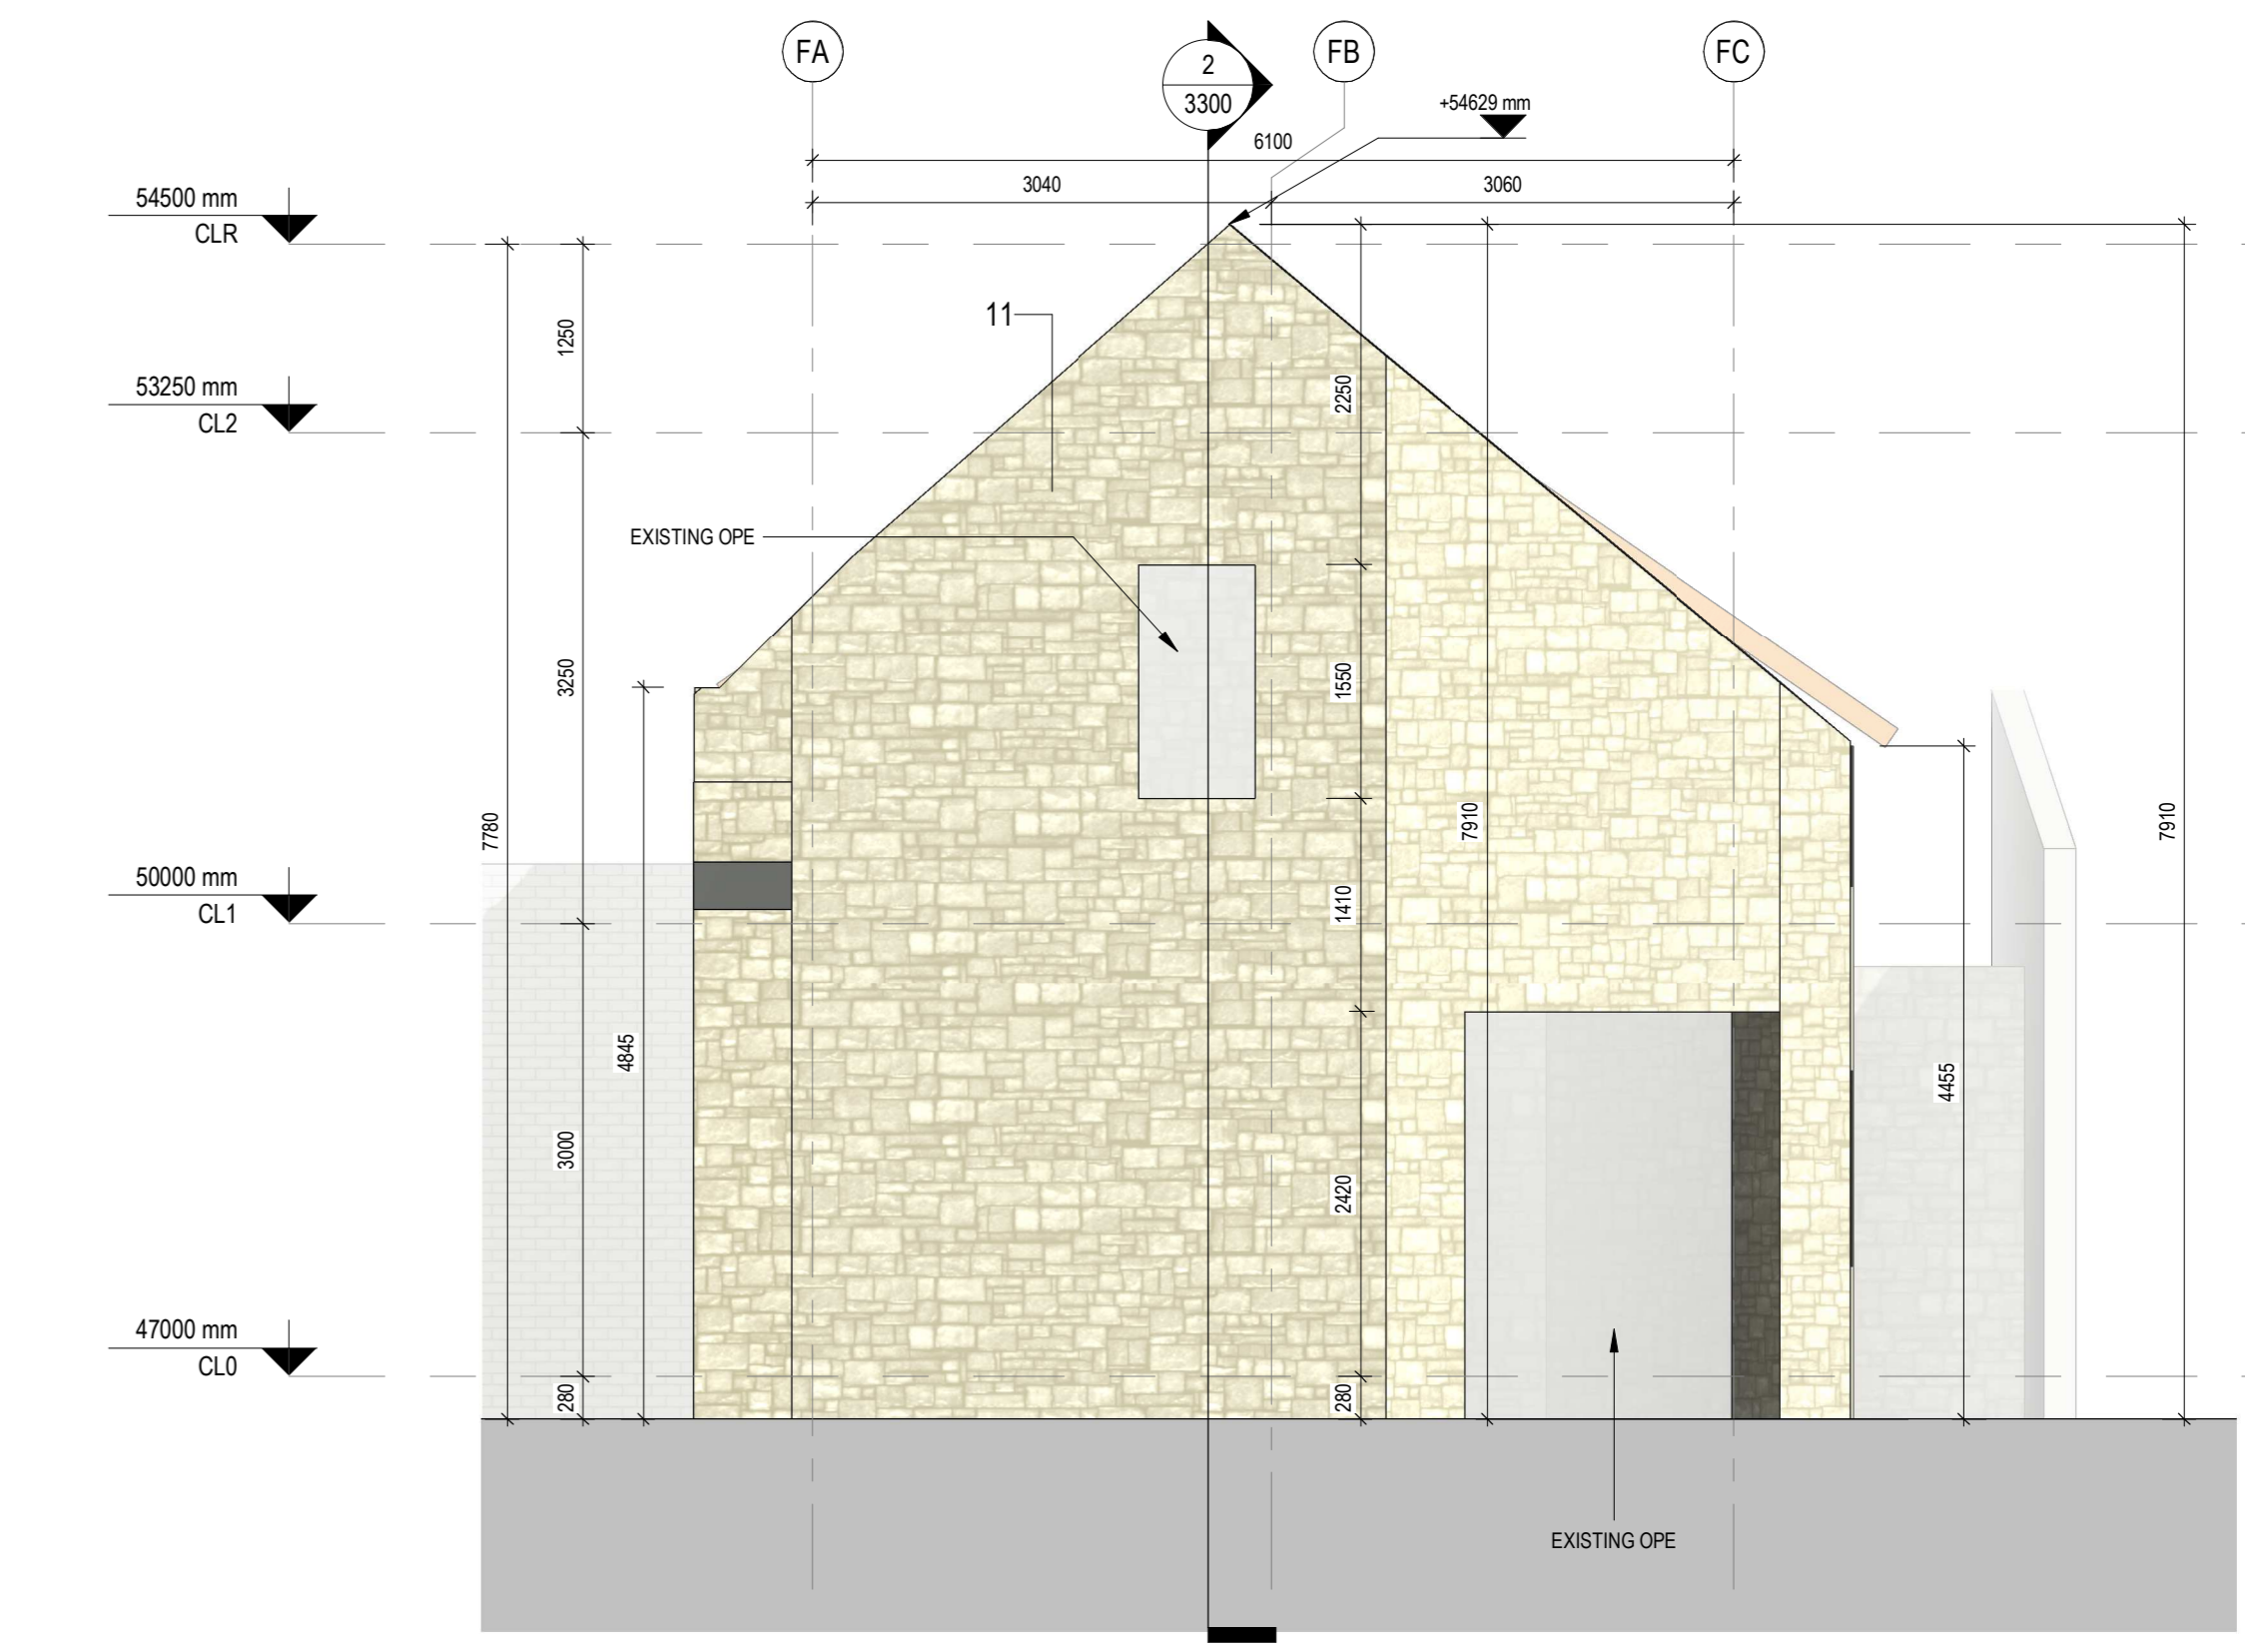 FA
2
3300
FB
FC
+54629 mm
6100
3040
3060
54500 mm
CLR
11
1250
53250 mm
CL2
2250
EXISTING OPE
3250
1550
7780
7910
7910
50000 mm
CL1
1410
4845
4455
3000
2420
47000 mm
CL0
280
280
EXISTING OPE